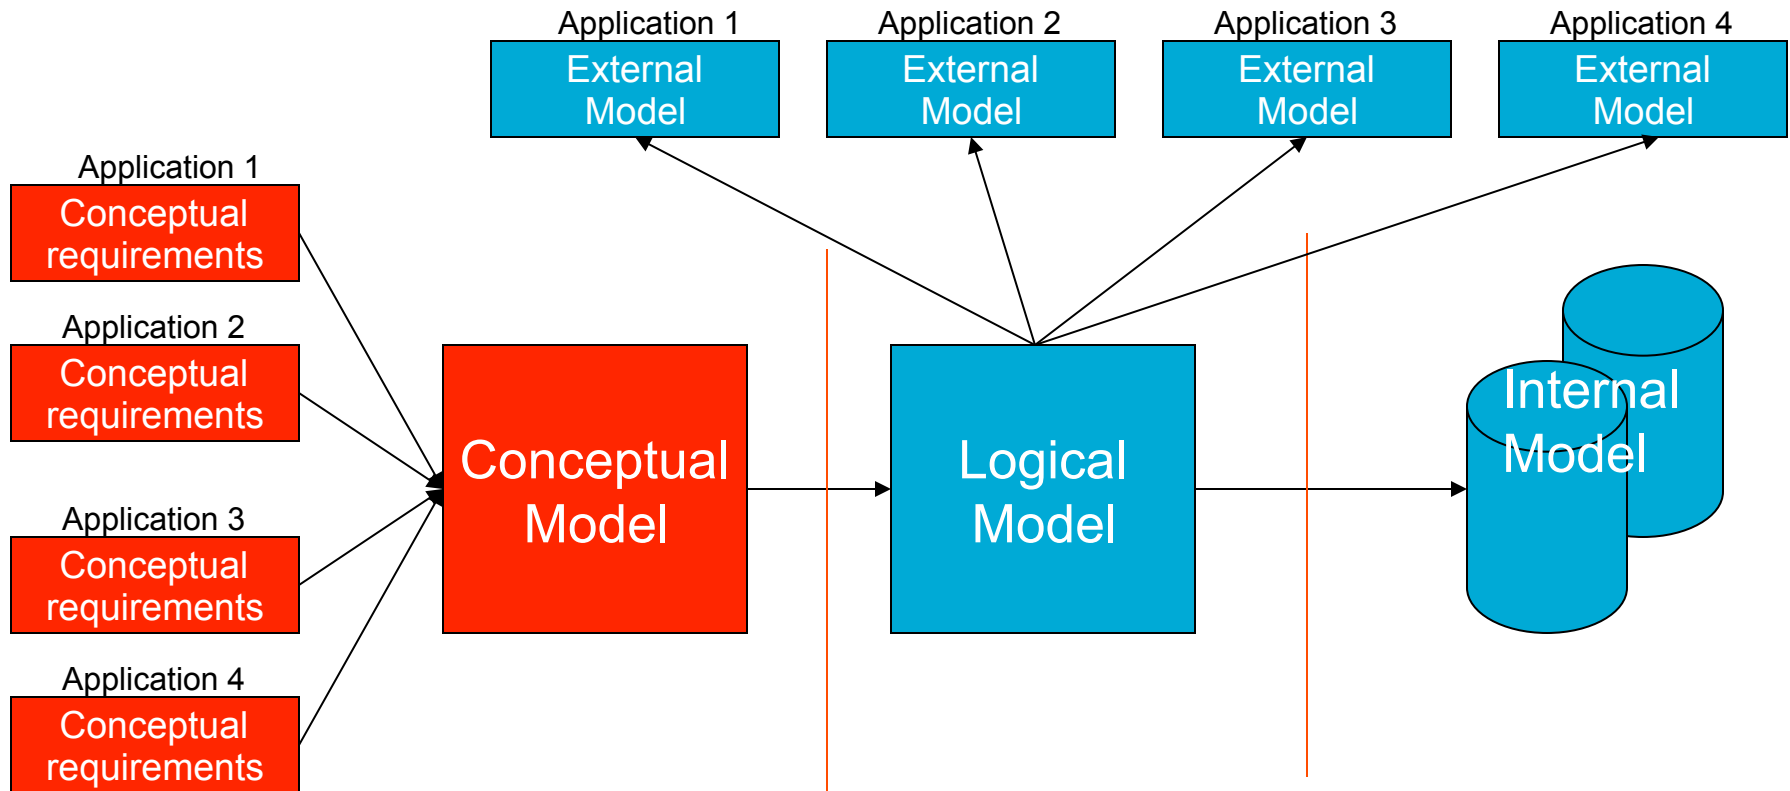 Application 1
External
Model
Application 2
External
Model
Application 3
External
Model
Application 4
External
Model
Application 1
Conceptual
requirements
Application 2
Conceptual
requirements
Application 3
Conceptual
requirements
Application 4
Conceptual
requirements
Conceptual
Model
Logical
Model
Internal
Model